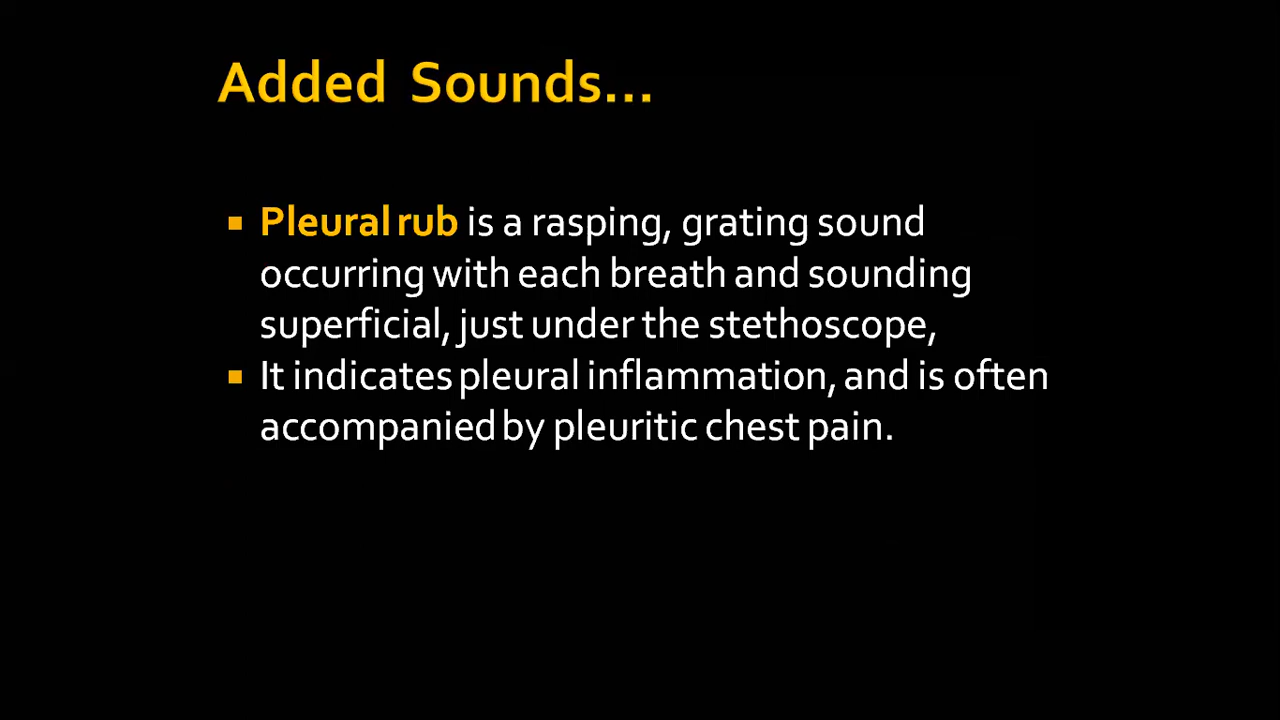 Added Sounds...
▪ Pleural rub is a rasping, grating sound
occurring with each breath and sounding
superficial, just under the stethoscope,
▪ It indicates pleural inflammation, and is often
accompanied by pleuritic chest pain.